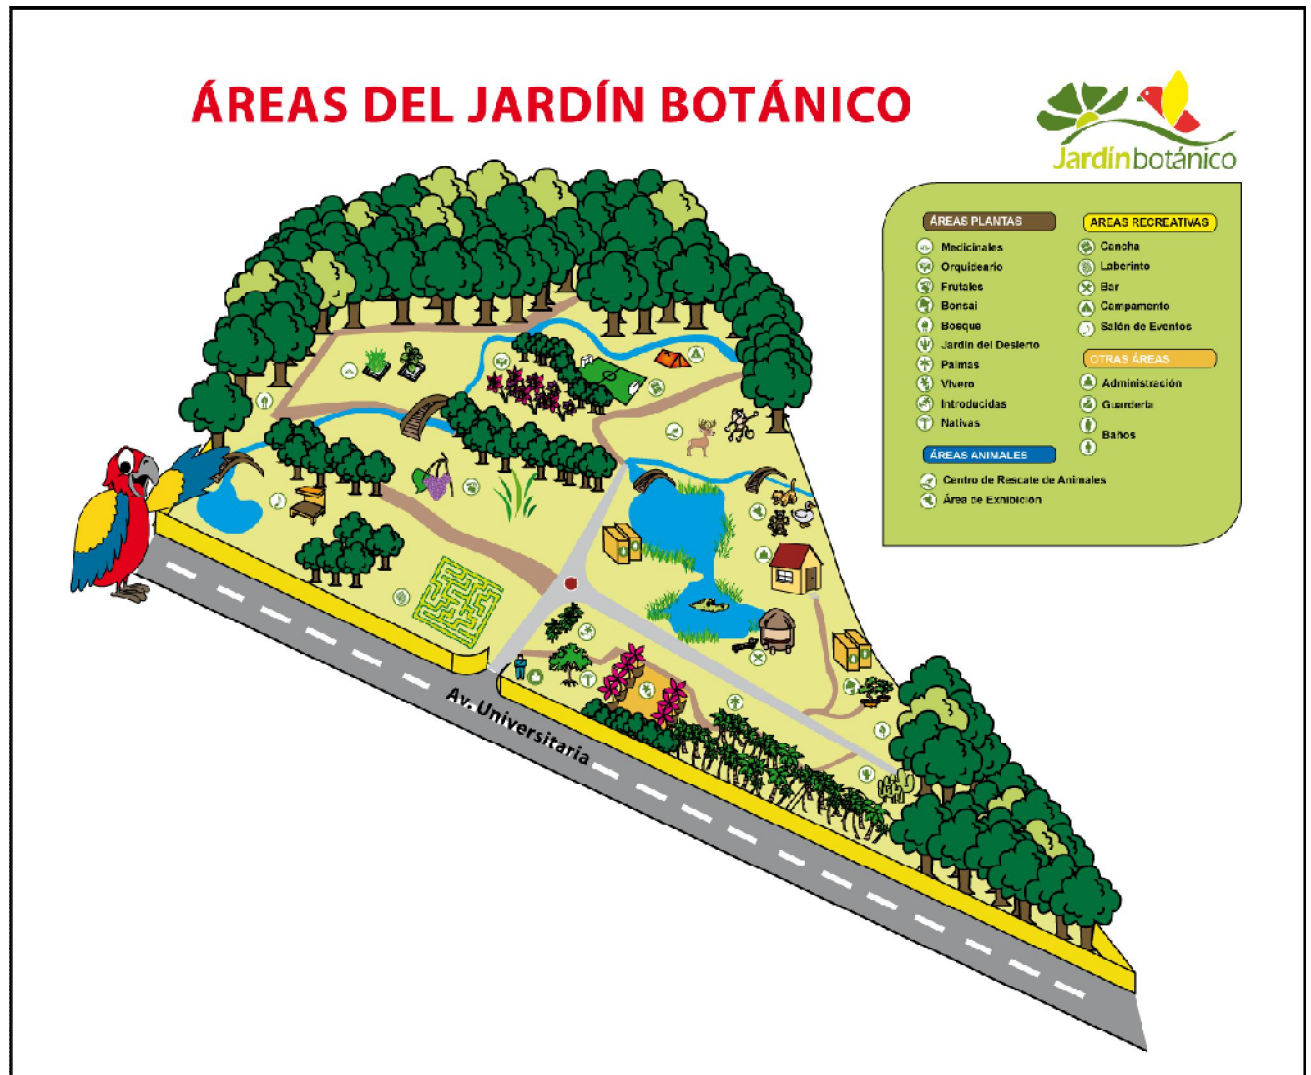 ÁREAS DEL JARDÍN BOTÁNICO
Jardínbotánico
ÁREAS PLANTAS
Medicinales
Orquideario
Frutales
Bonsai
Bosque
Jardín del Desierto
Palmas
Vivero
Introducidas
Nativas
ÁREAS ANIMALES
Centro de Rescate de Animales
Área de Exhibición
AREAS RECREATIVAS
Cancha
Laberinto
Bar
Campamento
Salón de Eventos
OTRAS ÁREAS
Administración
Guardería
Baños
Av. Universitaria